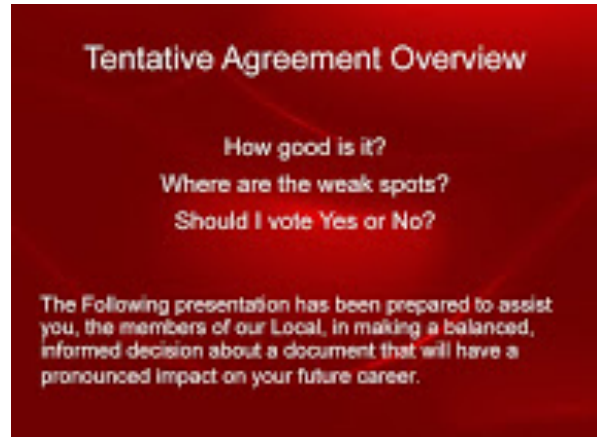 Tentative Agreement Overview
How good is it?
Where are the weak spots?
Should I vote Yes or No?
The Following presentation has been prepared to assist
you, the members of our Local, in making a balanced,
informed decision about a document that will have a
pronounced impact on your future career.